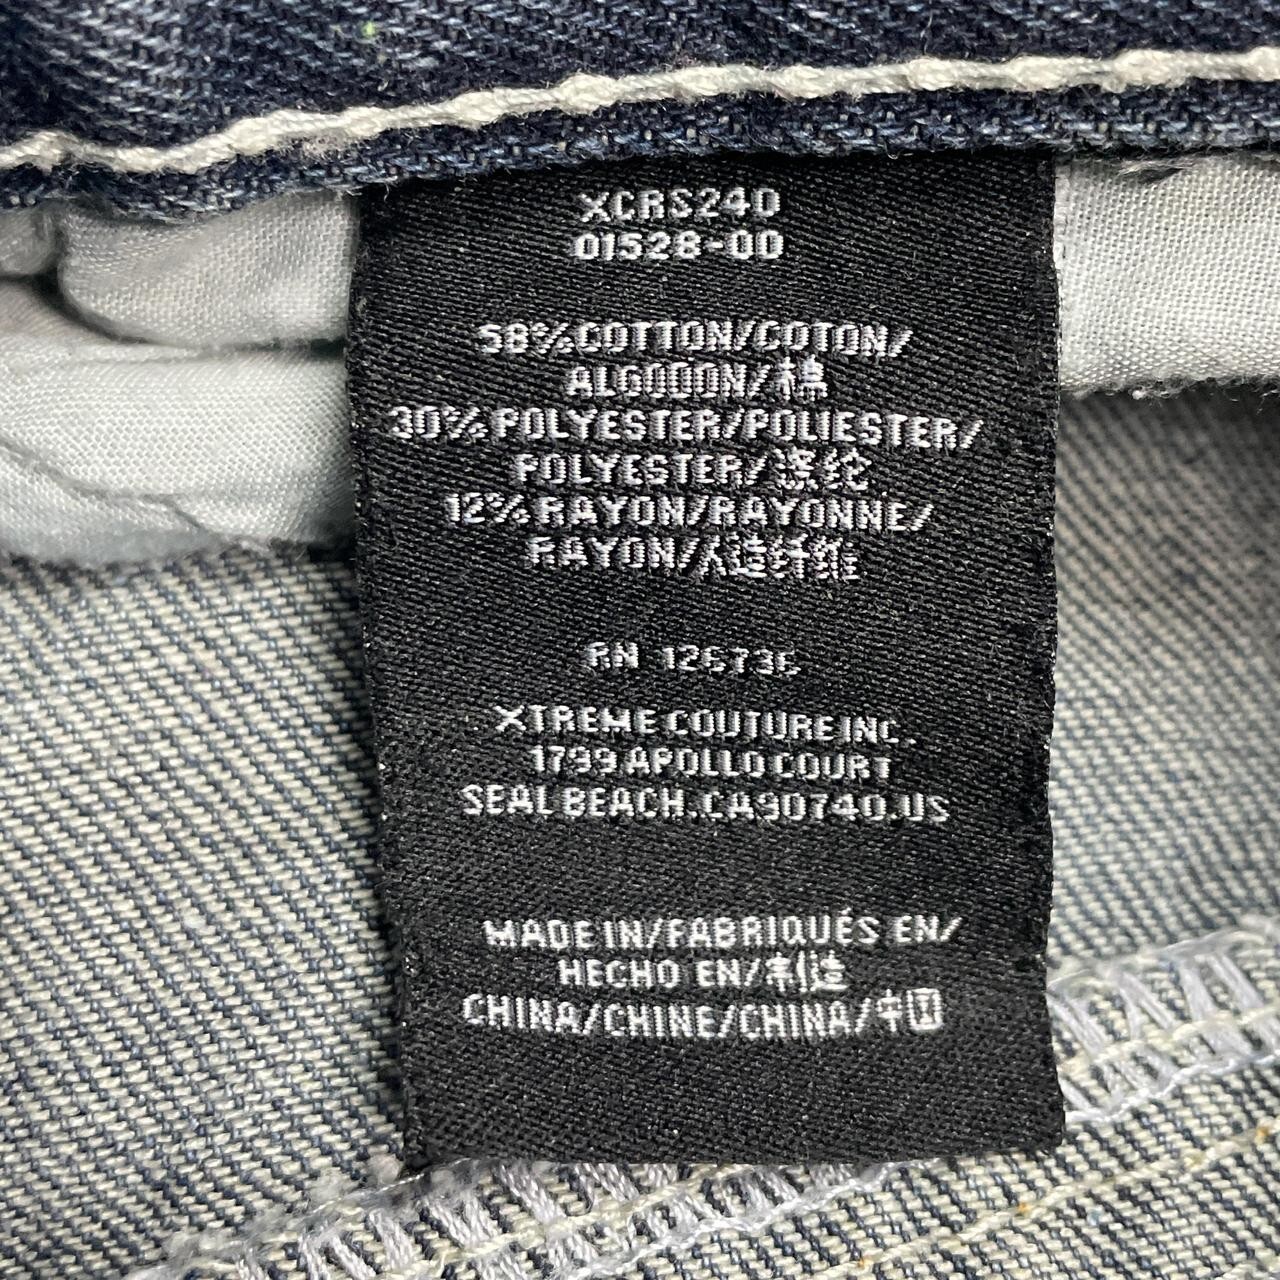 XCRS240
01528-00
58%COTTON/COTON/
ALGODON/棉
30%POLYESTER/POLIESTER/
POLYESTER/涤纶
12%RAYON/RAYONNE/
RAYON/人造纤维
RN 126736
XTREME COUTURE INC.
1799 APOLLO COURT
SEAL BEACH.CA90740.US
MADE IN/FABRIQUÉS EN/
HECHO EN/制造
CHINA/CHINE/CHINA/中国